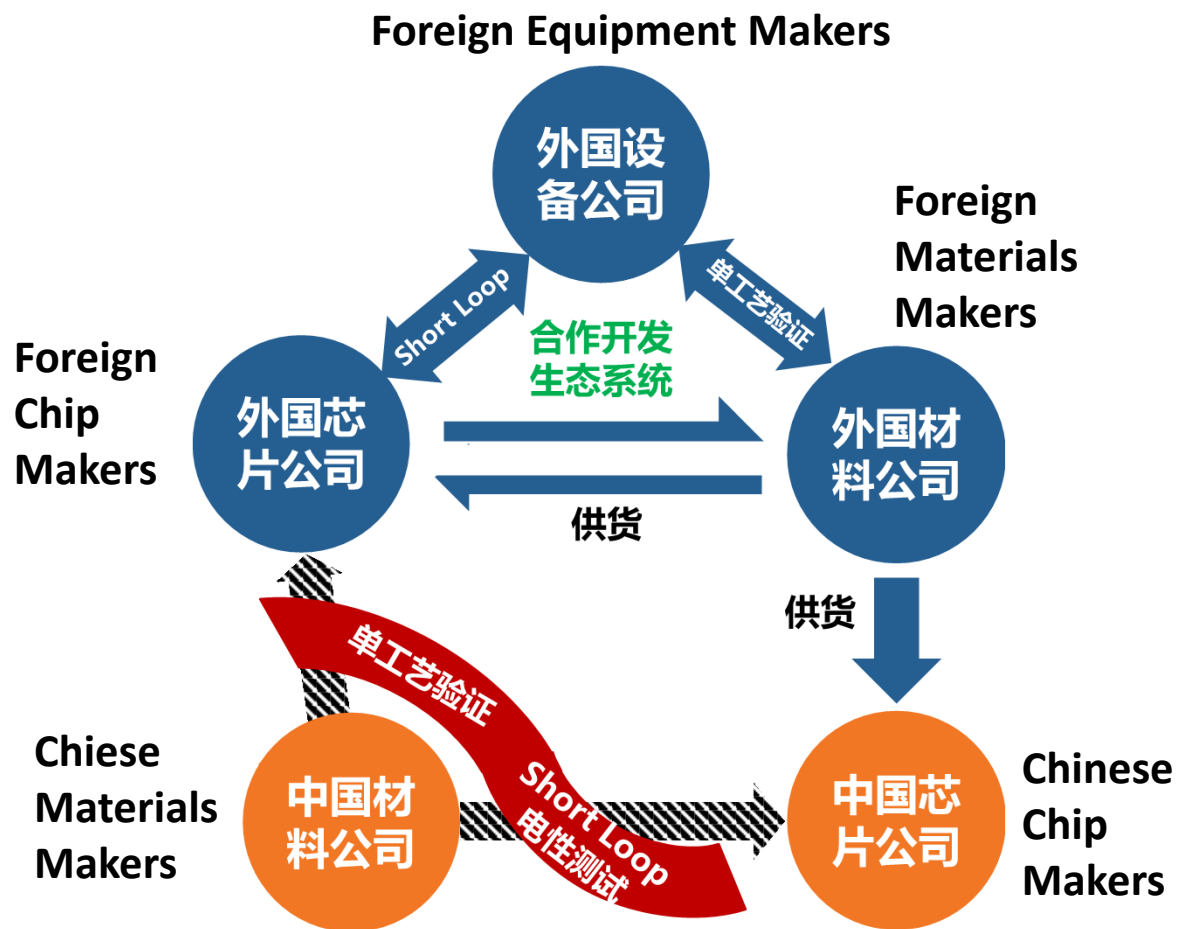 Foreign Equipment Makers
外国设
备公司
Foreign
Materials
Makers
Short Loop
单工艺验证
合作开发
生态系统
Foreign
Chip
Makers
外国芯
片公司
外国材
料公司
供货
供货
单工艺验证
Short Loop
电性测试
Chiese
Materials
Makers
中国材
料公司
中国芯
片公司
Chinese
Chip
Makers